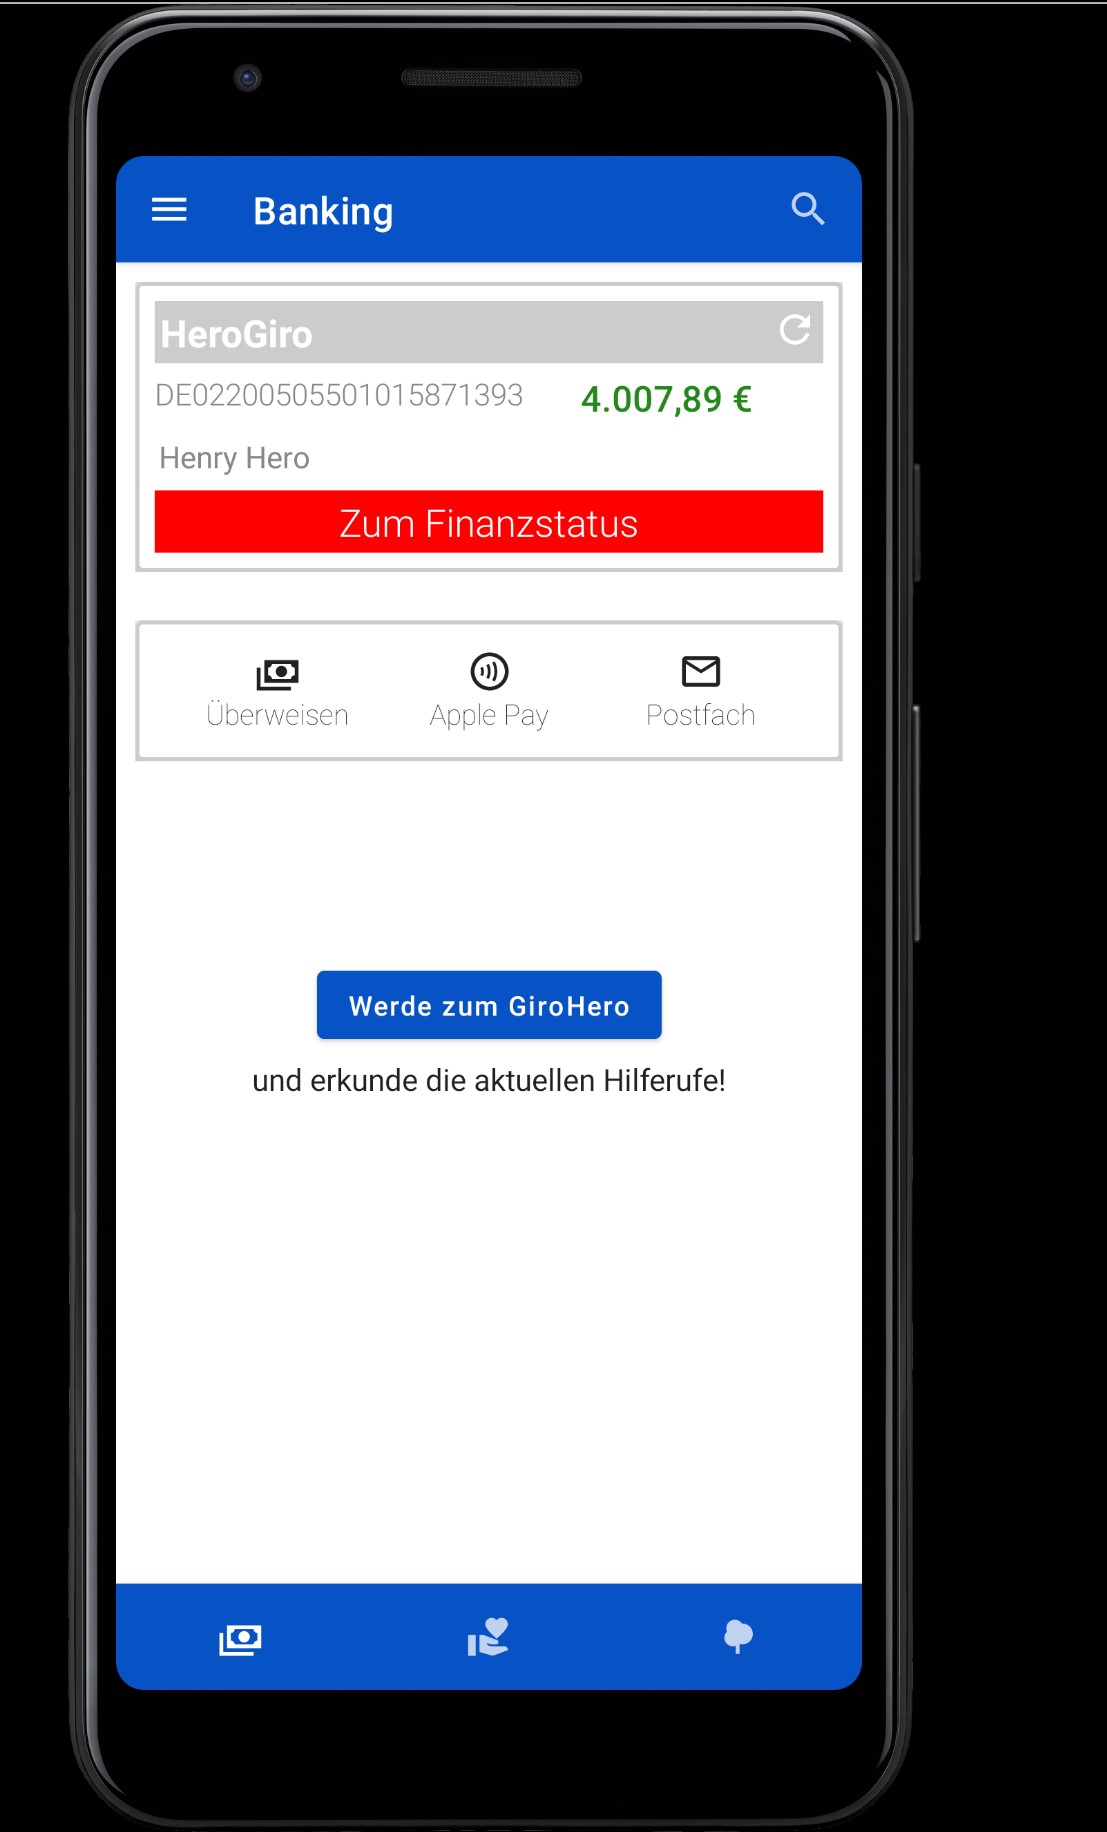 Banking
HeroGiro
DE02200505501015871393 4.007,89 €
Henry Hero
Zum Finanzstatus
Überweisen Apple Pay Postfach
Werde zum GiroHero
und erkunde die aktuellen Hilferufe!